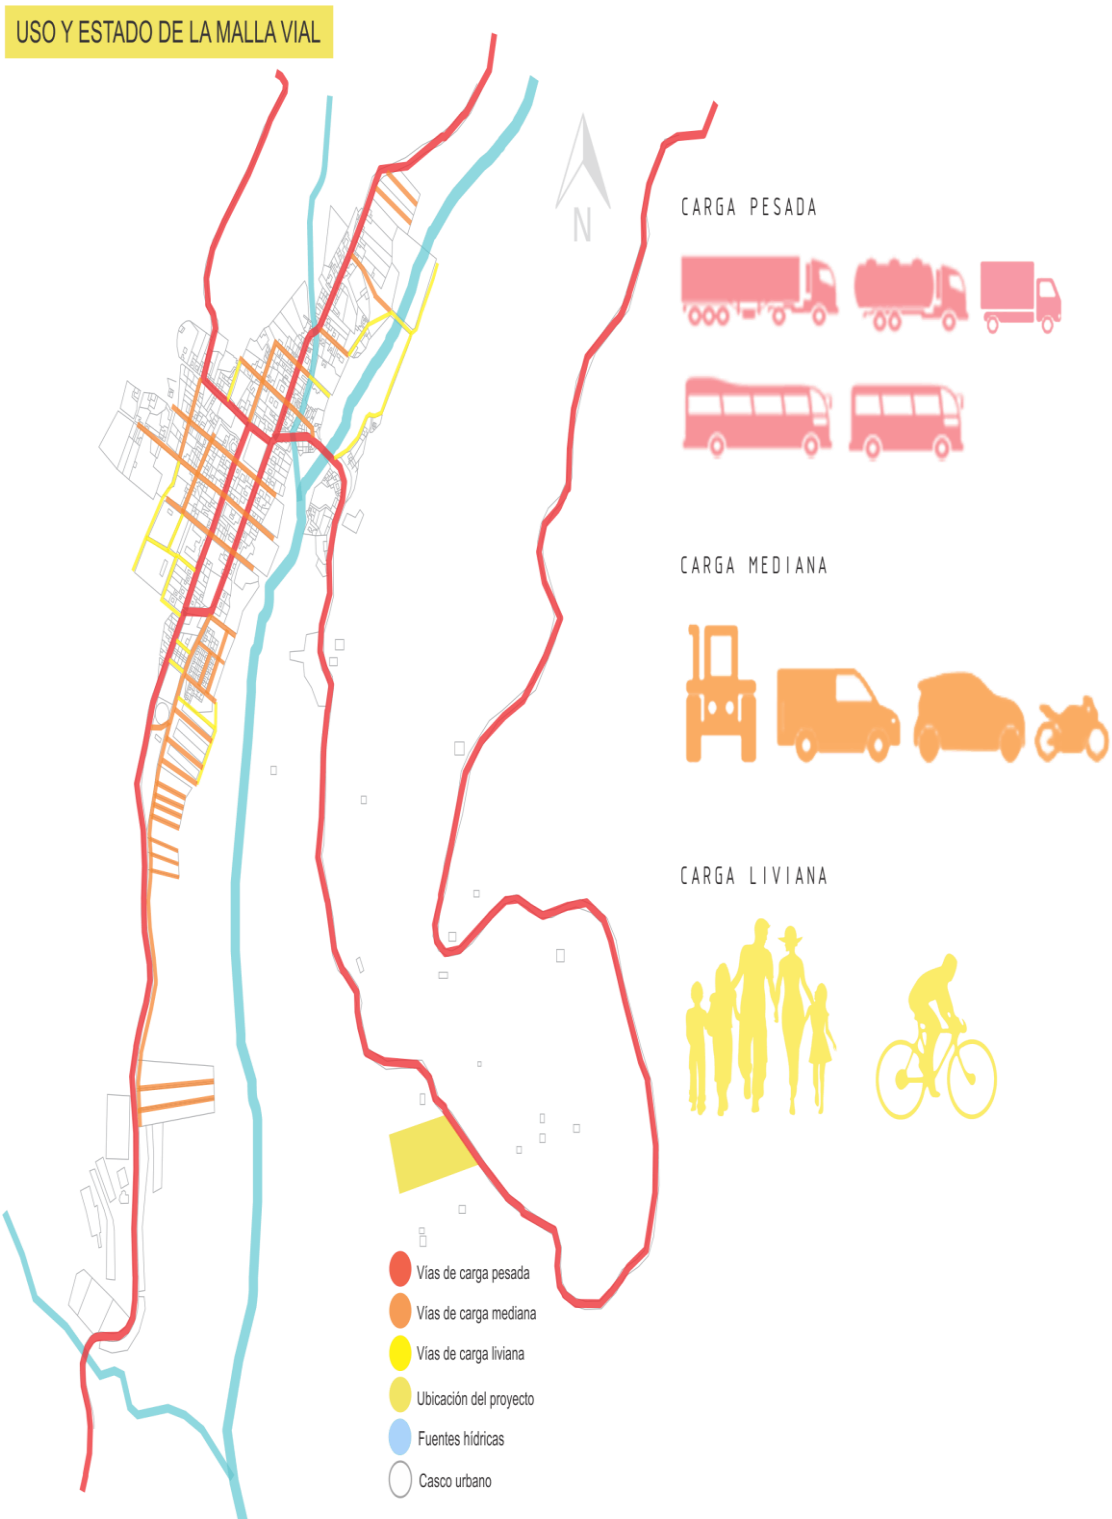 USO Y ESTADO DE LA MALLA VIAL
N
CARGA PESADA
CARGA MEDIANA
CARGA LIVIANA
Vías de carga pesada
Vías de carga mediana
Vías de carga liviana
Ubicación del proyecto
Fuentes hídricas
Casco urbano